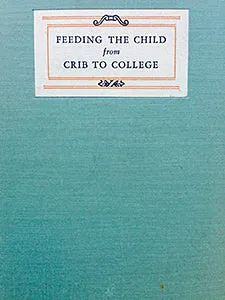 FEEDING THE CHILD
from
CRIB TO COLLEGE